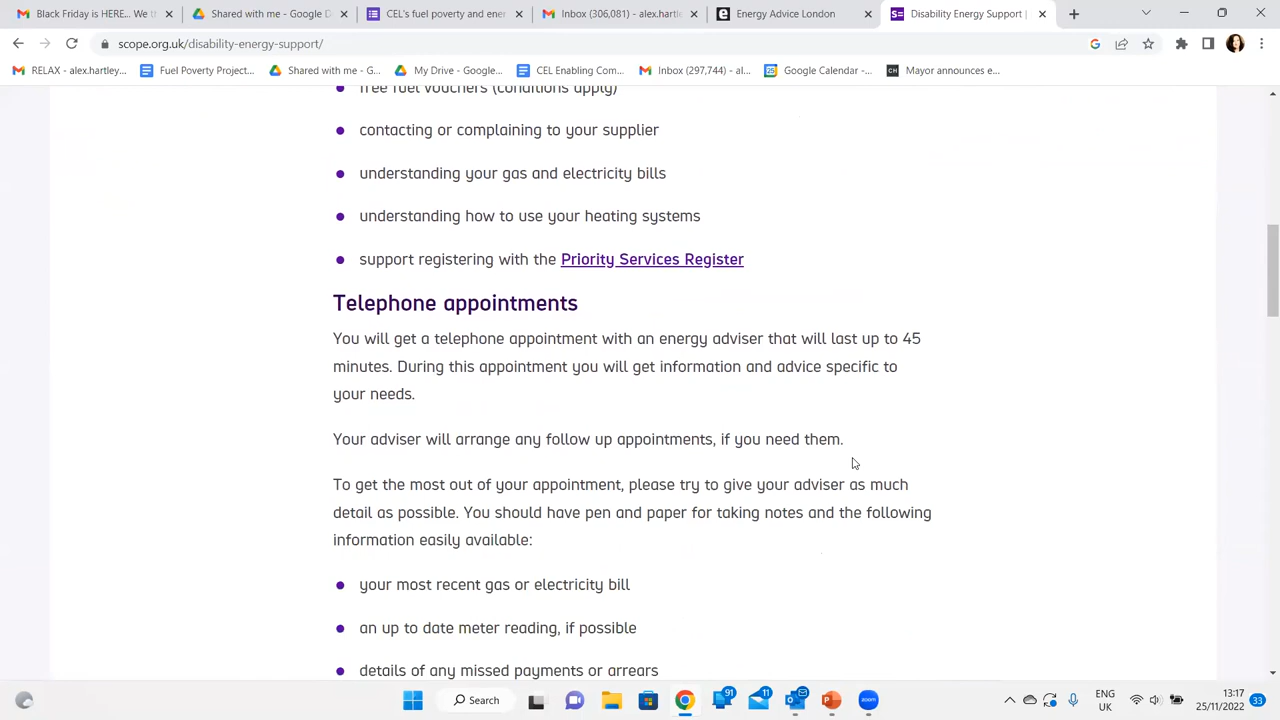 Black Friday is HERE... We th
Shared with me - Google D
CEL's fuel poverty and ener
Inbox (306,081) - alex.hartle
Energy Advice London
Disability Energy Support |
scope.org.uk/disability-energy-support/
RELAX - alex.hartley...
Fuel Poverty Project...
Shared with me - G...
My Drive - Google...
CEL Enabling Com...
Inbox (297,744) - al...
Google Calendar -...
CH
Mayor announces e...
free fuel vouchers (conditions apply)
contacting or complaining to your supplier
understanding your gas and electricity bills
understanding how to use your heating systems
support registering with the Priority Services Register
Telephone appointments
You will get a telephone appointment with an energy adviser that will last up to 45
minutes. During this appointment you will get information and advice specific to
your needs.
Your adviser will arrange any follow up appointments, if you need them.
To get the most out of your appointment, please try to give your adviser as much
detail as possible. You should have pen and paper for taking notes and the following
information easily available:
your most recent gas or electricity bill
an up to date meter reading, if possible
details of any missed payments or arrears
Search
91
11
zoom
ENG
UK
13:17
25/11/2022
33